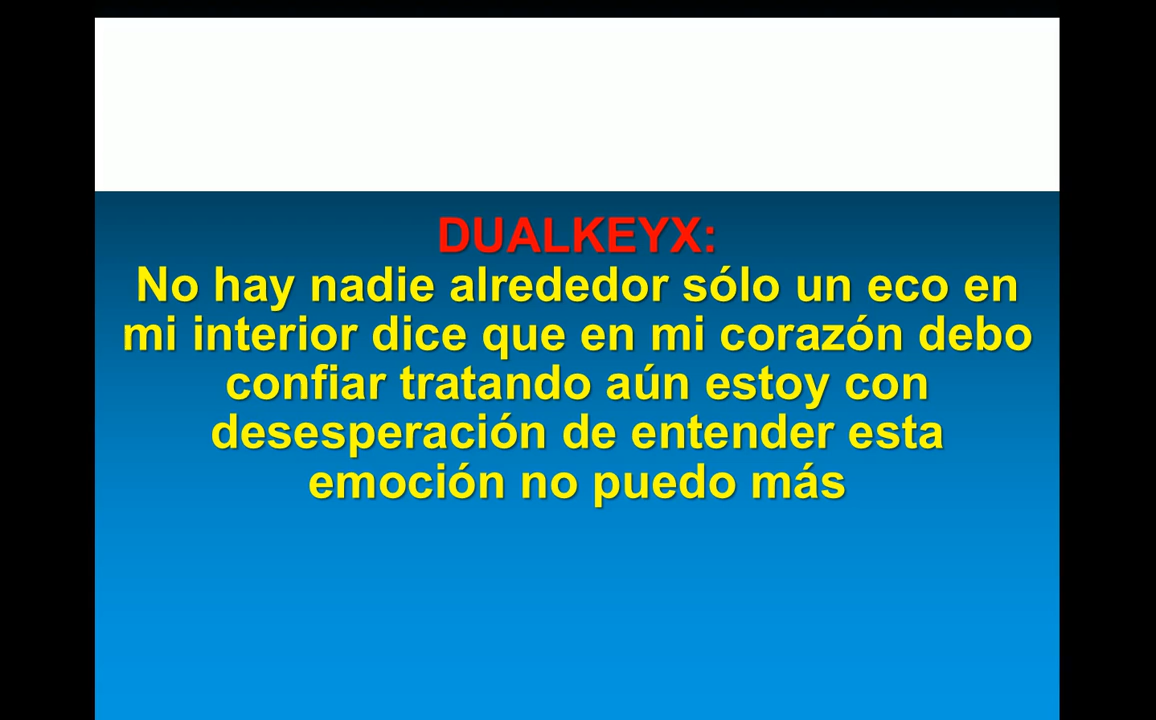 DUALKEYX:
No hay nadie alrededor sólo un eco en
mi interior dice que en mi corazón debo
confiar tratando aún estoy con
desesperación de entender esta
emoción no puedo más